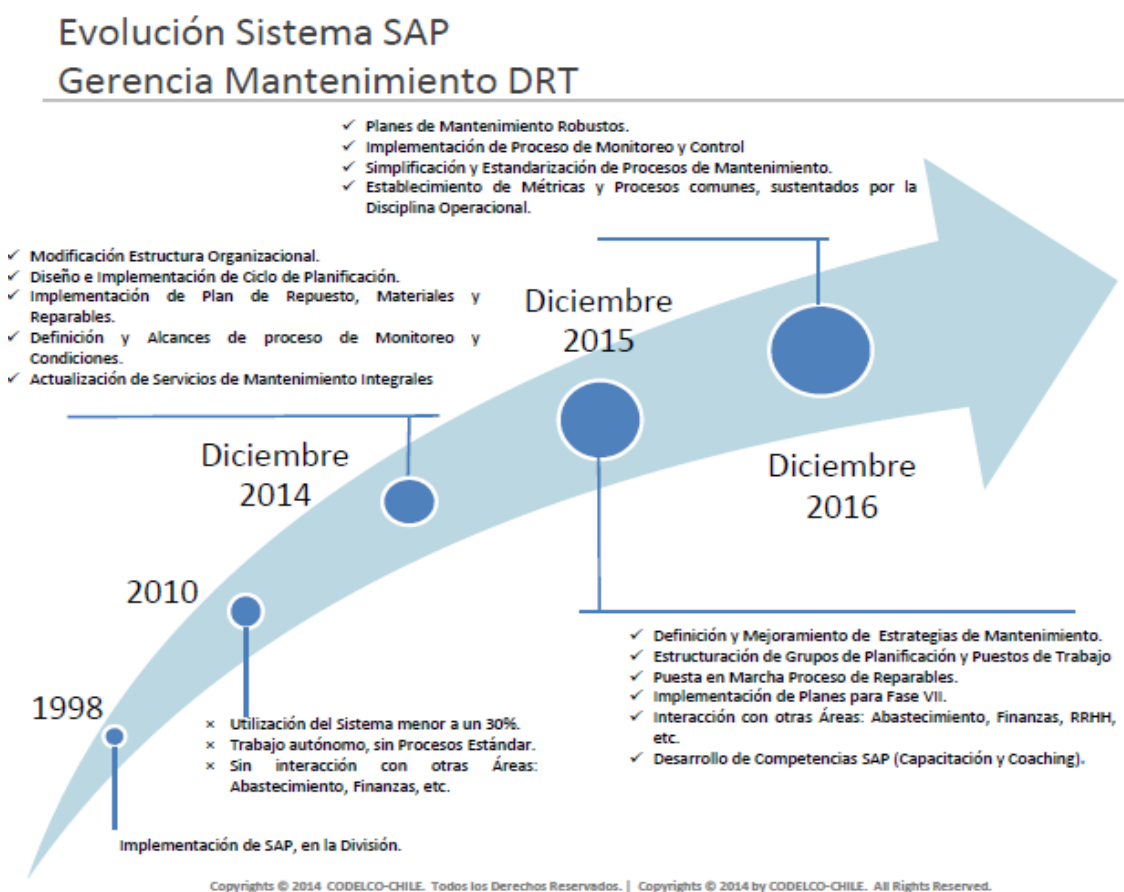 Evolución Sistema SAP
Gerencia Mantenimiento DRT
✓ Planes de Mantenimiento Robustos.
✓ Implementación de Proceso de Monitoreo y Control
✓ Simplificación y Estandarización de Procesos de Mantenimiento.
✓ Establecimiento de Métricas y Procesos comunes, sustentados por la
Disciplina Operacional.
✓ Modificación Estructura Organizacional.
✓ Diseño e Implementación de Ciclo de Planificación.
✓ Implementación de Plan de Repuesto, Materiales y
Reparables.
✓ Definición y Alcances de proceso de Monitoreo y
Condiciones.
✓ Actualización de Servicios de Mantenimiento Integrales
Diciembre
2015
Diciembre
2014
Diciembre
2016
2010
1998
× Utilización del Sistema menor a un 30%.
× Trabajo autónomo, sin Procesos Estándar.
× Sin interacción con otras Áreas:
Abastecimiento, Finanzas, etc.
✓ Definición y Mejoramiento de Estrategias de Mantenimiento.
✓ Estructuración de Grupos de Planificación y Puestos de Trabajo
✓ Puesta en Marcha Proceso de Reparables.
✓ Implementación de Planes para Fase VII.
✓ Interacción con otras Áreas: Abastecimiento, Finanzas, RRHH,
etc.
✓ Desarrollo de Competencias SAP (Capacitación y Coaching).
Implementación de SAP, en la División.
Copyrights © 2014 CODELCO-CHILE. Todos los Derechos Reservados. | Copyrights © 2014 by CODELCO-CHILE. All Rights Reserved.